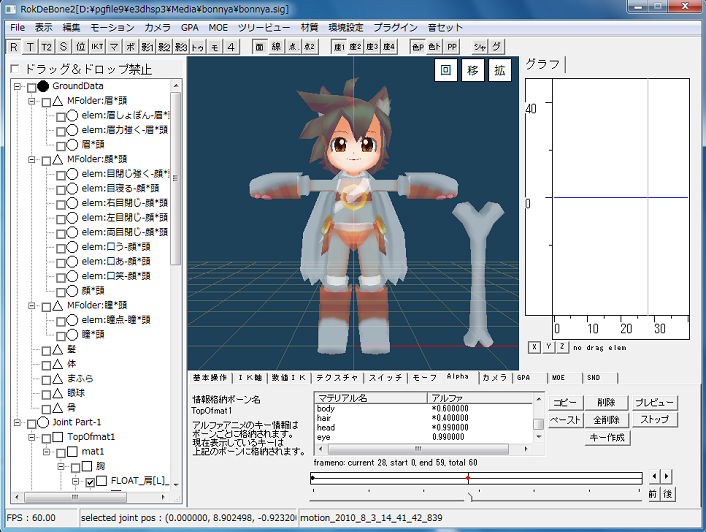 RokDeBone2[D:¥pgfile9¥e3dhsp3¥Media¥bonnya¥bonnya.sig]
File 表示 編集 モーション カメラ GPA MOE ツリービュー 材質 環境設定 プラグイン 音セット
R T T2 S 位 IKT マ ボ 影1 影2 影3 トゥ モ 4 面 線 点. 点2 座1 座2 座3 座4 色P 色ト PP シャ グ
ドラッグ&ドロップ禁止
GroundData
MFolder:眉*頭
elem:眉しょぼん-眉*
elem:眉力強く-眉*頭
眉*頭
MFolder:顔*頭
elem:目閉じ強く-顔*
elem:目寝る-顔*頭
elem:右目閉じ-顔*頭
elem:左目閉じ-顔*頭
elem:両目閉じ-顔*頭
elem:口う-顔*頭
elem:口あ-顔*頭
elem:口笑-顔*頭
顔*頭
MFolder:瞳*頭
elem:瞳点-瞳*頭
瞳*頭
髪
体
まふら
眼球
骨
Joint Part-1
TopOfmat1
mat1
胸
FLOAT_肩[L]_
回 移 拡
グラフ
40
0
0 10 20 30 40
X Y Z no drag elem
基本操作 IK軸 数値IK テクスチャ スイッチ モーフ Alpha カメラ GPA MOE SND
情報格納ボーン名
TopOfmat1
アルファアニメのキー情報は
ボーンごとに格納されます。
現在表示しているキーは
上記のボーンに格納されます。
マテリアル名 アルファ
body *0.600000
hair *0.400000
head *0.990000
eye 0.990000
コピー 削除 プレビュー
ペースト 全削除 ストップ
キー作成
frameno: current 28, start 0, end 59, total 60
前 後
FPS : 60.00 selected joint pos : (0.000000, 8.902498, -0.92320 motion_2010_8_3_14_41_42_839